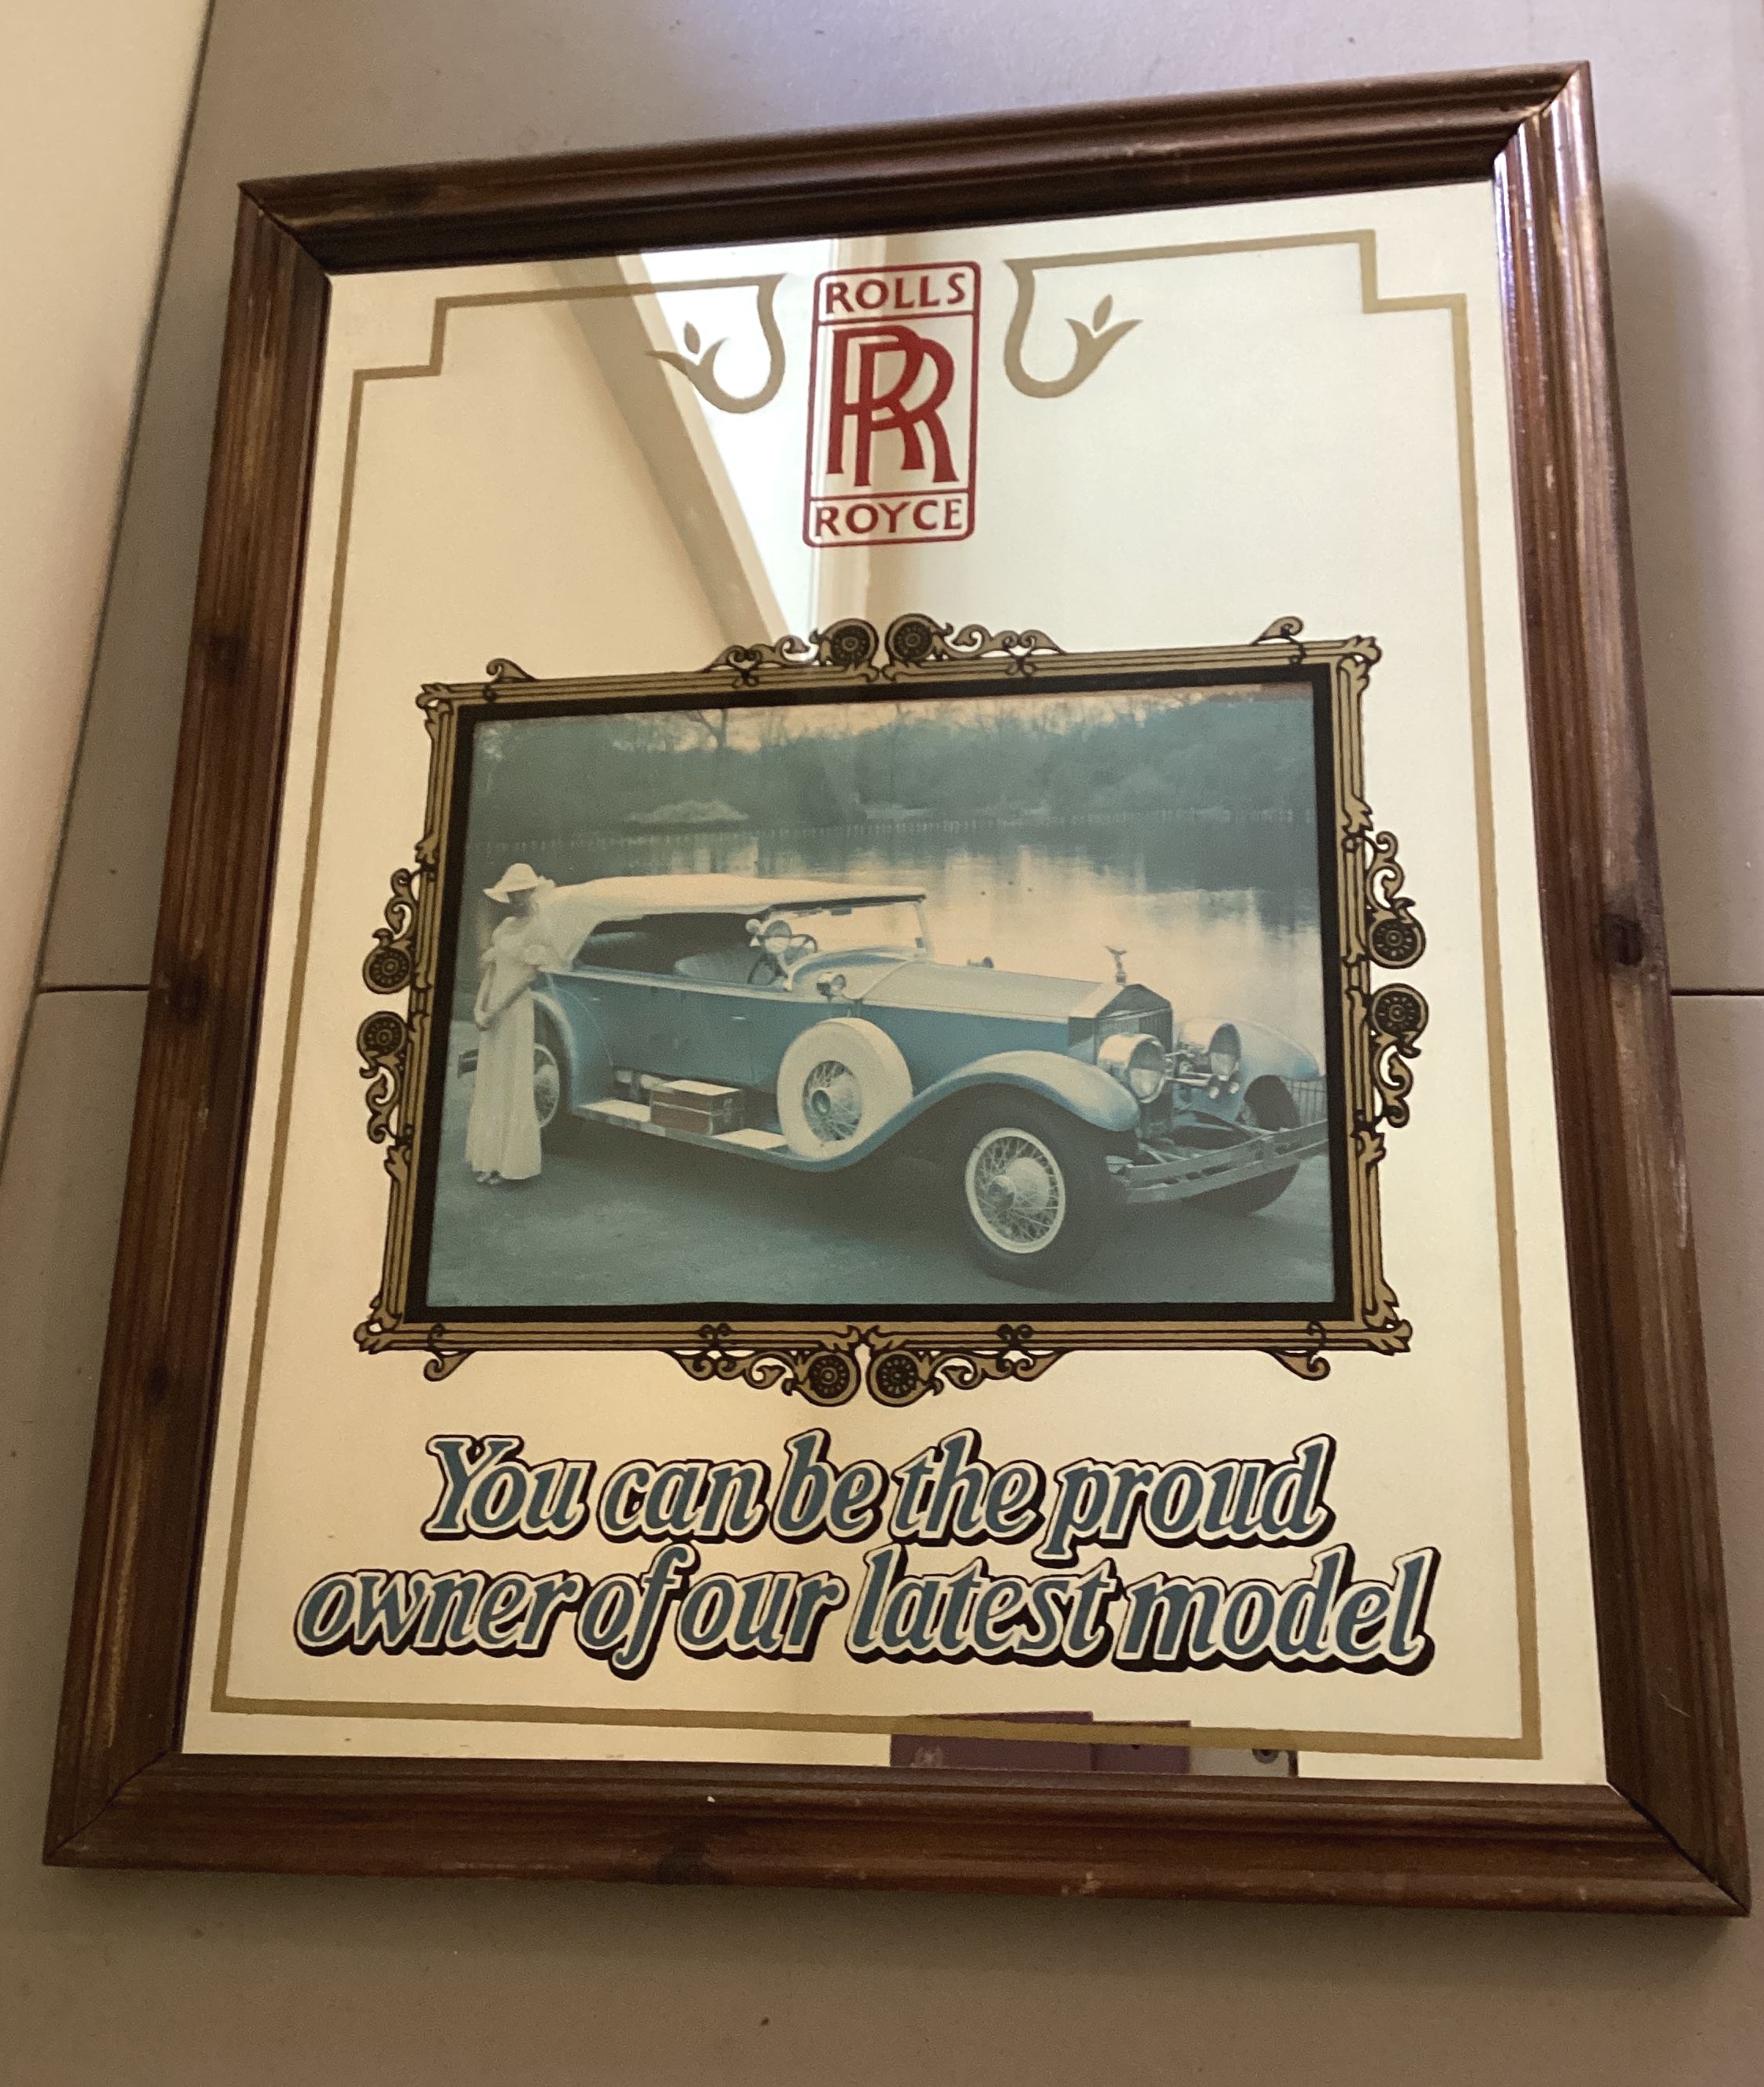 ROLLS
RR
ROYCE
You can be the proud
owner of our latest model